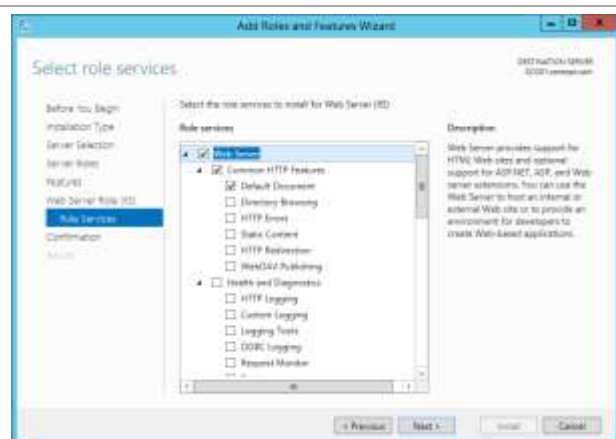 Add Roles and Features Wizard
Select role services
DESTINATION SERVER
Before You Begin
Installation Type
Server Selection
Server Roles
Features
Web Server Role (IIS)
Role Services
Confirmation
Results
Select the role services to install for Web Server (IIS)
Role services
Web Server
Common HTTP Features
Default Document
Directory Browsing
HTTP Errors
Static Content
HTTP Redirection
WebDAV Publishing
Health and Diagnostics
HTTP Logging
Custom Logging
Logging Tools
ODBC Logging
Request Monitor
Description
Web Server provides support for
HTML Web sites and optional
support for ASP.NET, ASP, and Web
server extensions. You can use the
Web Server to host an internal or
external Web site or to provide an
environment for developers to
create Web-based applications.
< Previous
Next >
Install
Cancel